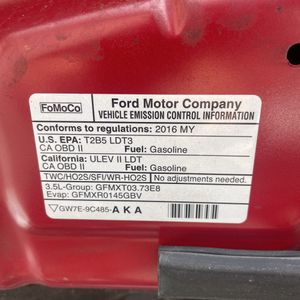 FoMoCo
Ford Motor Company
VEHICLE EMISSION CONTROL INFORMATION
Conforms to regulations: 2016 MY
U.S. EPA: T2B5 LDT3
CA OBD II Fuel: Gasoline
California: ULEV II LDT
CA OBD II Fuel: Gasoline
TWC/HO2S/SFI/WR-HO2S No adjustments needed.
3.5L-Group: GFMXT03.73E8
Evap: GFMXR0145GBV
GW7E-9C485-AKA